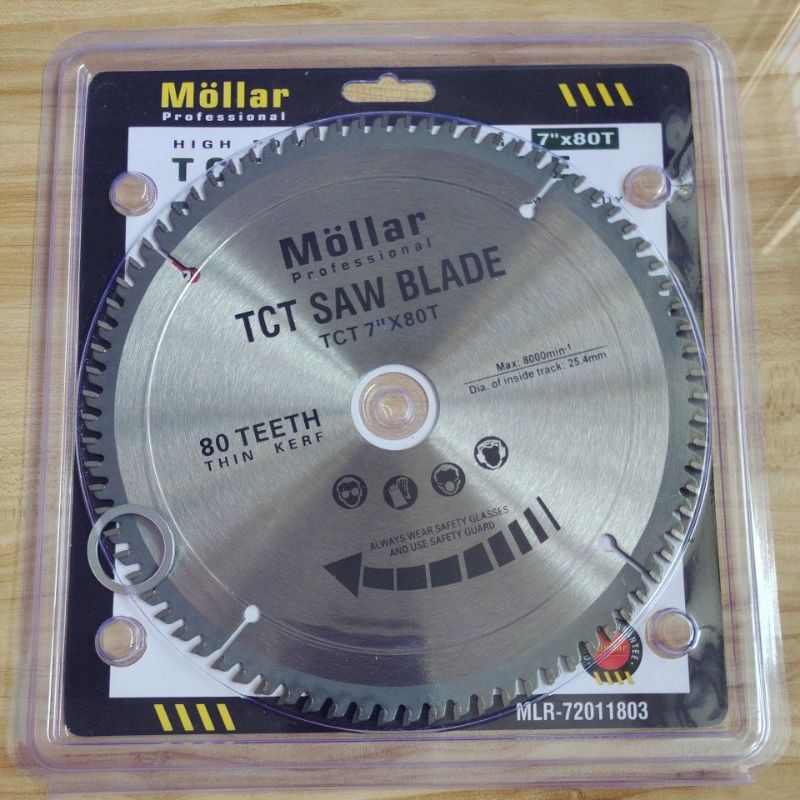 Möllar
Professional
7"x80T
HIGH
Möllar
Professional
TCT SAW BLADE
TCT 7"X80T
Max: 8000min-1
Dia. of inside track: 25.4mm
80 TEETH
THIN KERF
ALWAYS WEAR SAFETY GLASSES
AND USE SAFETY GUARD
MLR-72011803